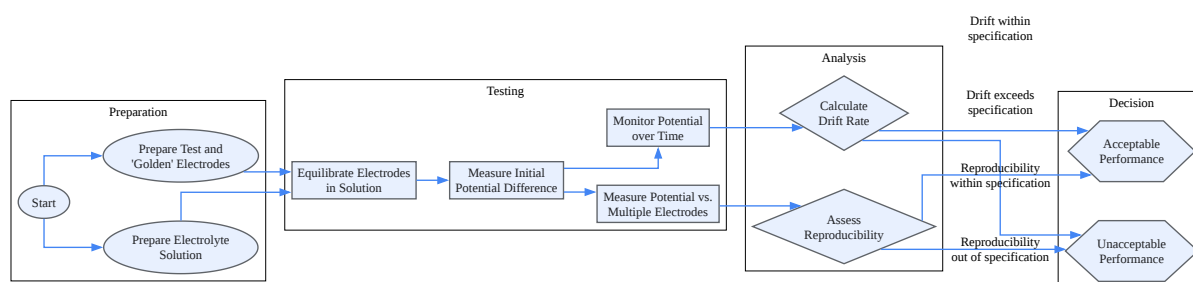 Preparation
Start
Prepare Test and
'Golden' Electrodes
Prepare Electrolyte
Solution
Testing
Equilibrate Electrodes
in Solution
Measure Initial
Potential Difference
Monitor Potential
over Time
Measure Potential vs.
Multiple Electrodes
Analysis
Calculate
Drift Rate
Assess
Reproducibility
Drift within
specification
Drift exceeds
specification
Reproducibility
within specification
Reproducibility
out of specification
Decision
Acceptable
Performance
Unacceptable
Performance